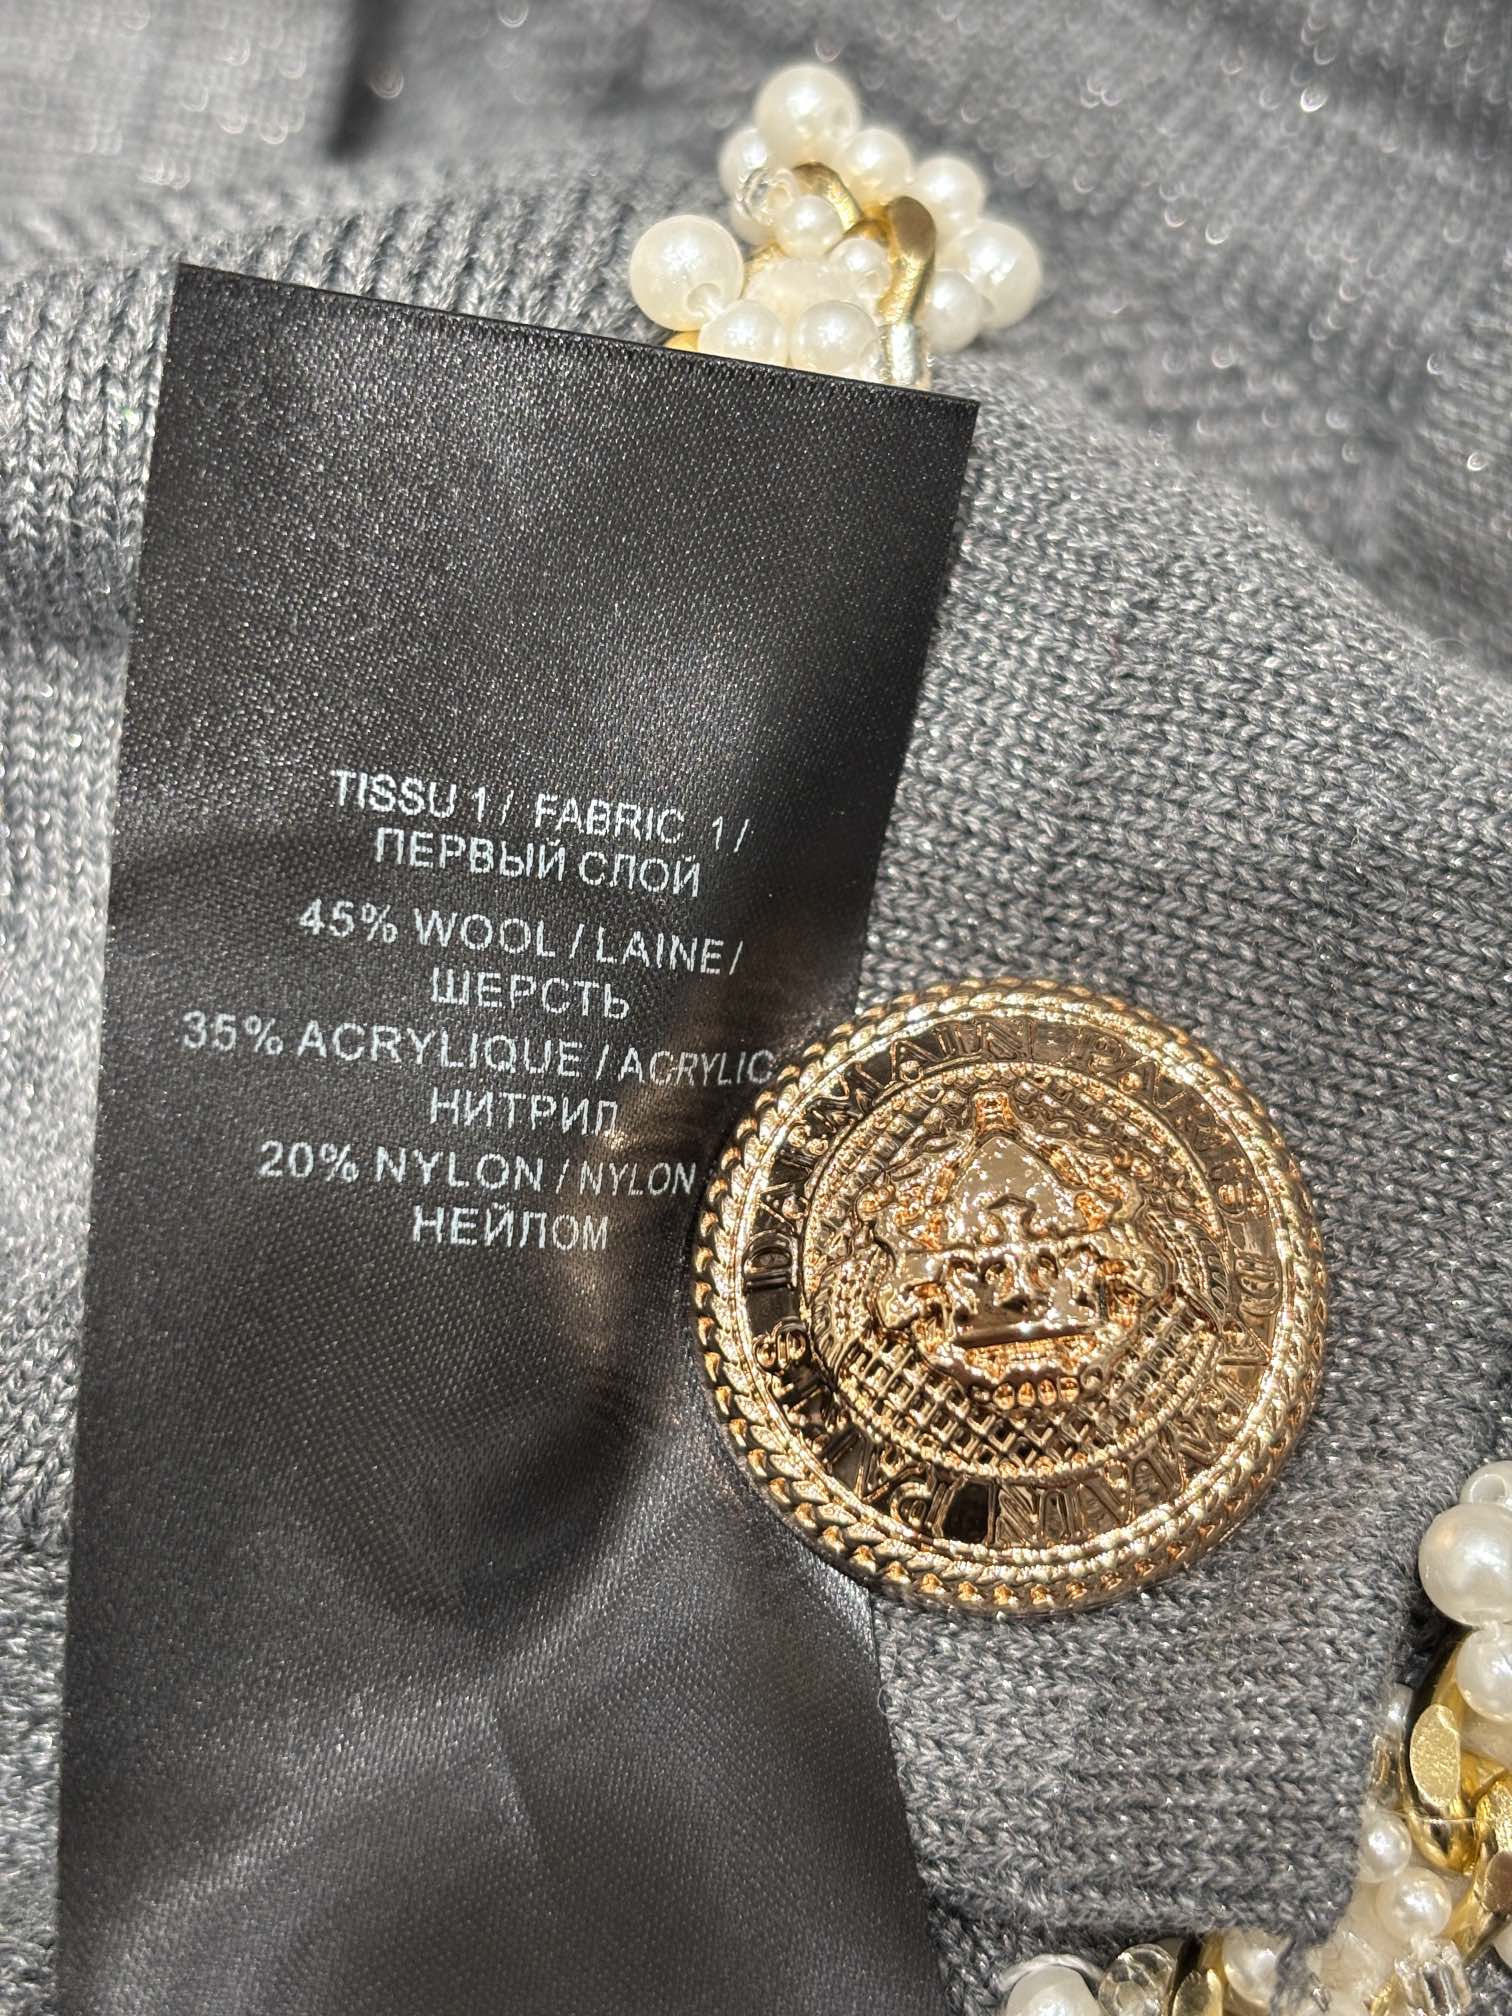 TISSU 1 / FABRIC 1 /
ПЕРВЫЙ СЛОЙ
45% WOOL / LAINE /
ШЕРСТЬ
35% ACRYLIQUE / ACRYLIC
НИТРИЛ
20% NYLON / NYLON
НЕЙЛОМ